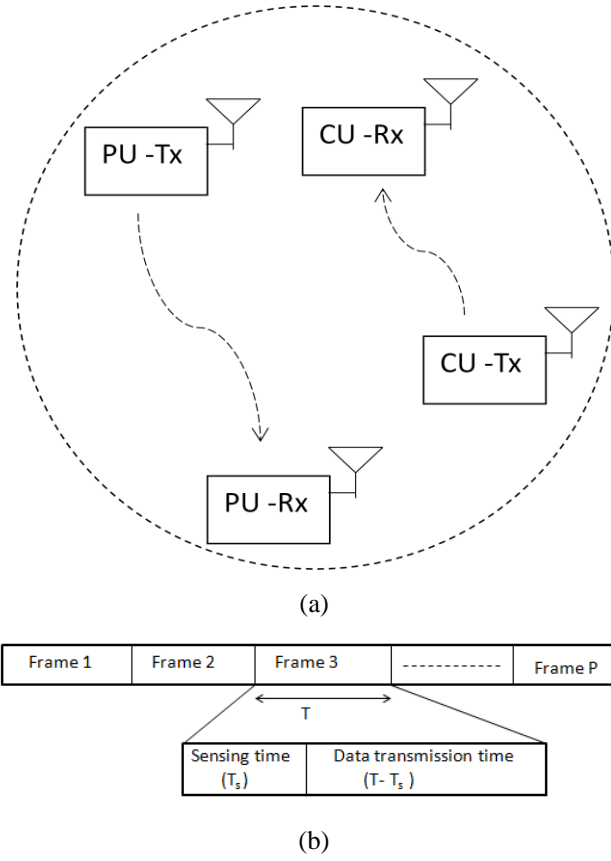 PU -Tx
CU -Rx
CU -Tx
PU -Rx
(a)
Frame 1 Frame 2 Frame 3 ------------ Frame P
T
Sensing time Data transmission time
(Tₛ) (T- Tₛ )
(b)